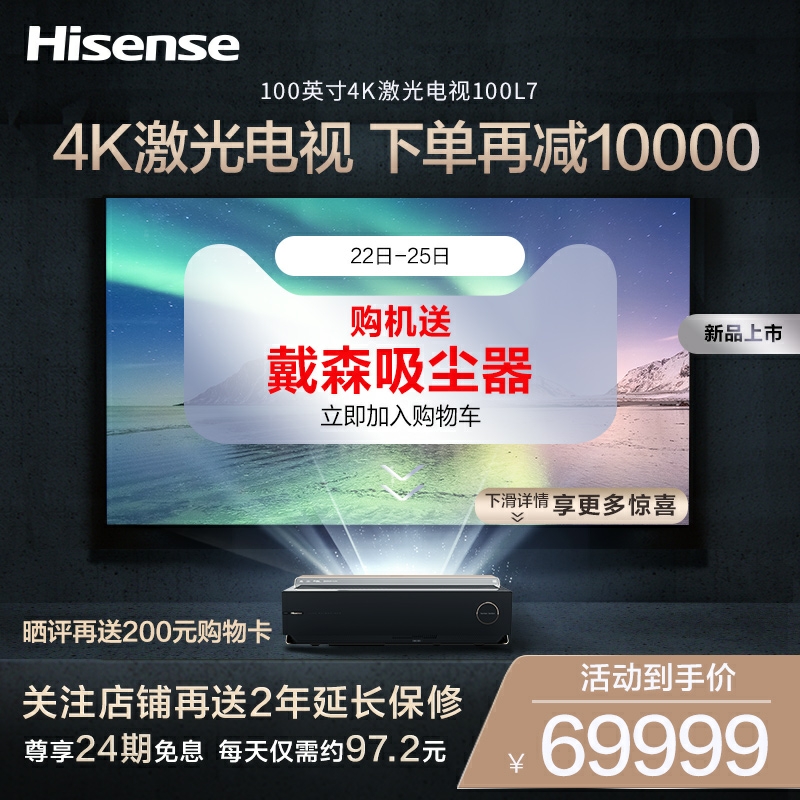 Hisense
100英寸4K激光电视100L7
4K激光电视 下单再减10000
22日-25日
购机送
戴森吸尘器
立即加入购物车
新品上市
下滑详情 享更多惊喜
晒评再送200元购物卡
关注店铺再送2年延长保修
尊享24期免息 每天仅需约97.2元
活动到手价
¥ 69999